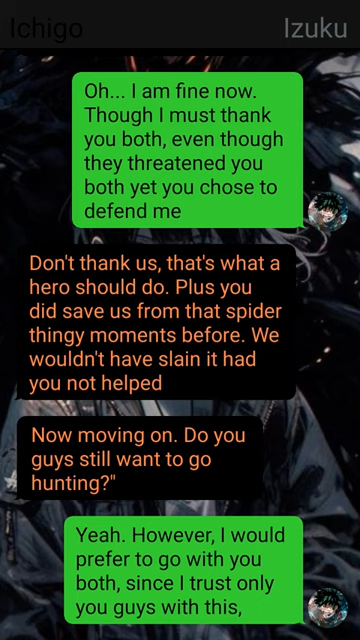 Ichigo Izuku
Oh... I am fine now.
Though I must thank
you both, even though
they threatened you
both yet you chose to
defend me
Don't thank us, that's what a
hero should do. Plus you
did save us from that spider
thingy moments before. We
wouldn't have slain it had
you not helped
Now moving on. Do you
guys still want to go
hunting?"
Yeah. However, I would
prefer to go with you
both, since I trust only
you guys with this,